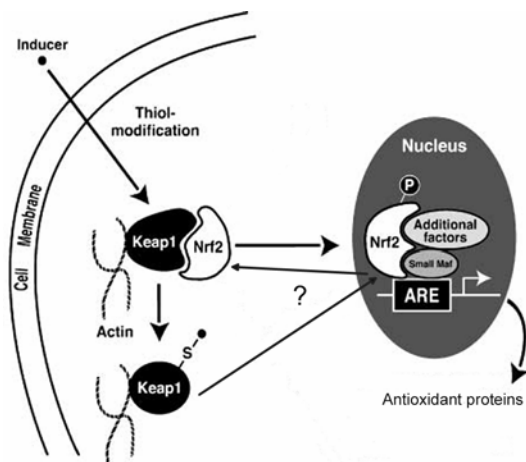 Inducer
Thiol-
modification
Cell Membrane
Nucleus
P
Keap1
Nrf2
Nrf2
Additional
factors
Small Maf
ARE
?
Actin
S
Keap1
Antioxidant proteins